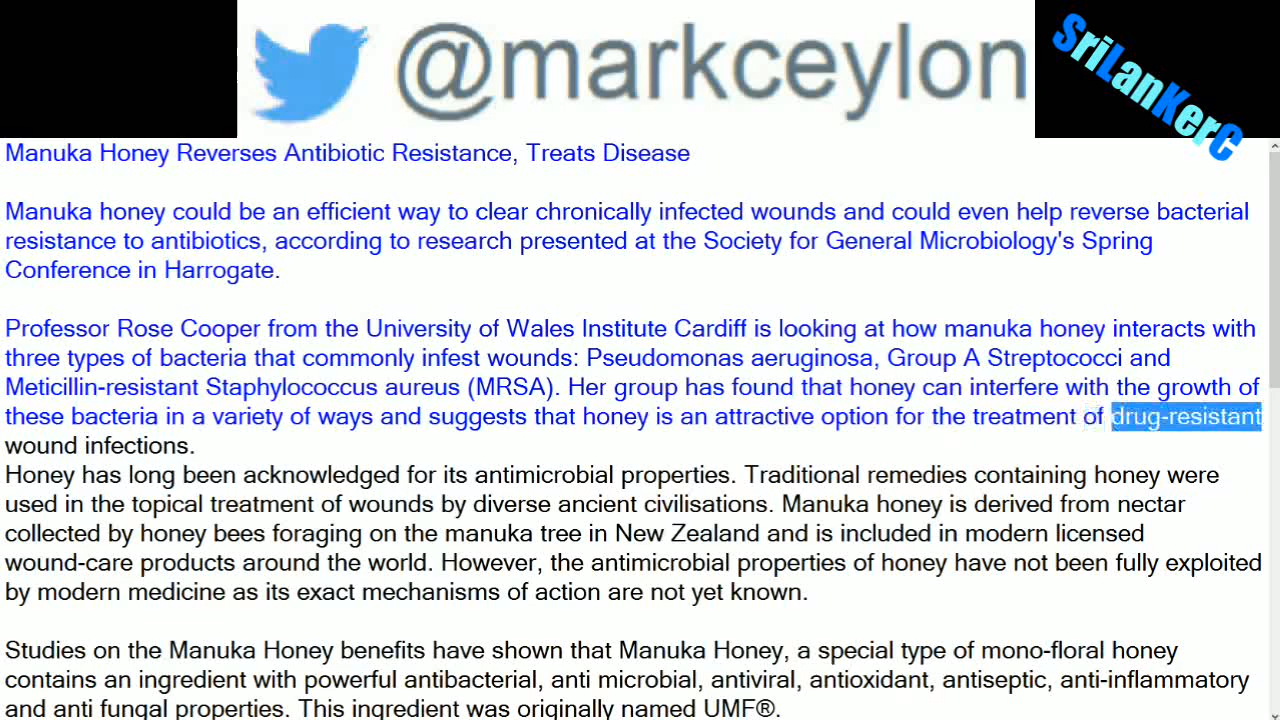 @markceylon
SriLanKerC
Manuka Honey Reverses Antibiotic Resistance, Treats Disease
Manuka honey could be an efficient way to clear chronically infected wounds and could even help reverse bacterial
resistance to antibiotics, according to research presented at the Society for General Microbiology's Spring
Conference in Harrogate.
Professor Rose Cooper from the University of Wales Institute Cardiff is looking at how manuka honey interacts with
three types of bacteria that commonly infest wounds: Pseudomonas aeruginosa, Group A Streptococci and
Meticillin-resistant Staphylococcus aureus (MRSA). Her group has found that honey can interfere with the growth of
these bacteria in a variety of ways and suggests that honey is an attractive option for the treatment of drug-resistant
wound infections.
Honey has long been acknowledged for its antimicrobial properties. Traditional remedies containing honey were
used in the topical treatment of wounds by diverse ancient civilisations. Manuka honey is derived from nectar
collected by honey bees foraging on the manuka tree in New Zealand and is included in modern licensed
wound-care products around the world. However, the antimicrobial properties of honey have not been fully exploited
by modern medicine as its exact mechanisms of action are not yet known.
Studies on the Manuka Honey benefits have shown that Manuka Honey, a special type of mono-floral honey
contains an ingredient with powerful antibacterial, anti microbial, antiviral, antioxidant, antiseptic, anti-inflammatory
and anti fungal properties. This ingredient was originally named UMF®.